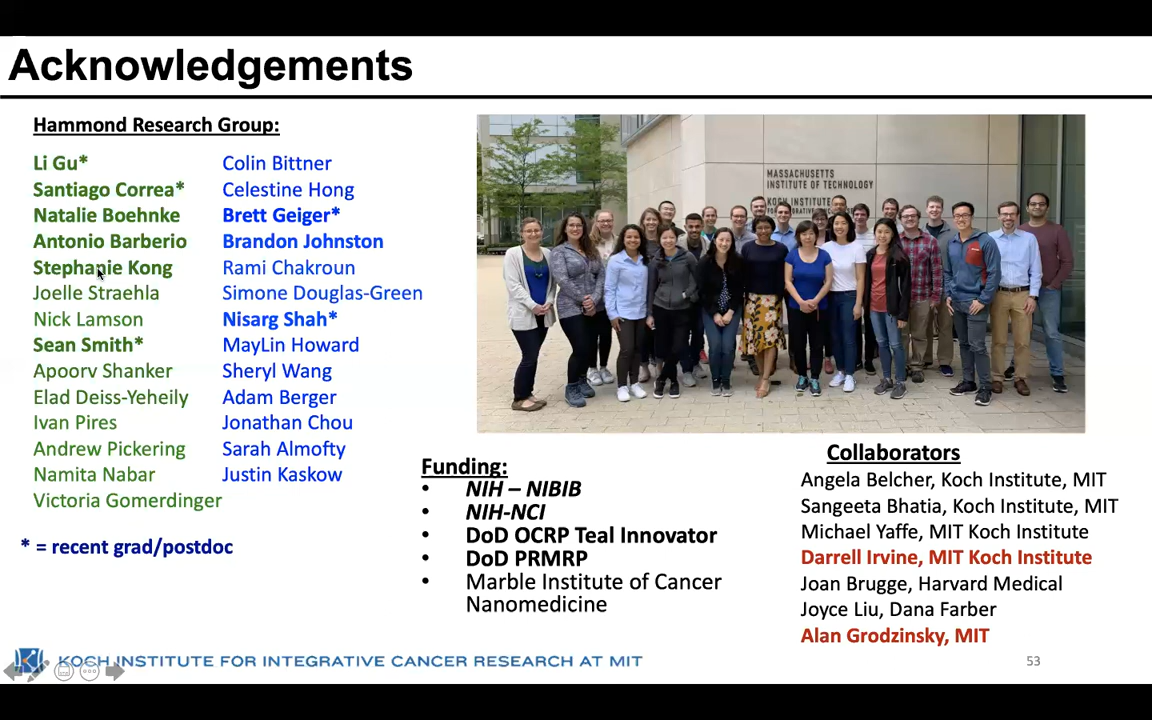 Acknowledgements
Hammond Research Group:
Li Gu*
Santiago Correa*
Natalie Boehnke
Antonio Barberio
Stephanie Kong
Joelle Straehla
Nick Lamson
Sean Smith*
Apoorv Shanker
Elad Deiss-Yeheily
Ivan Pires
Andrew Pickering
Namita Nabar
Victoria Gomerdinger
Colin Bittner
Celestine Hong
Brett Geiger*
Brandon Johnston
Rami Chakroun
Simone Douglas-Green
Nisarg Shah*
MayLin Howard
Sheryl Wang
Adam Berger
Jonathan Chou
Sarah Almofty
Justin Kaskow
* = recent grad/postdoc
MASSACHUSETTS
INSTITUTE OF TECHNOLOGY
KOCH INSTITUTE
FOR INTEGRATIVE
Funding:
• NIH – NIBIB
• NIH-NCI
• DoD OCRP Teal Innovator
• DoD PRMRP
• Marble Institute of Cancer
Nanomedicine
Collaborators
Angela Belcher, Koch Institute, MIT
Sangeeta Bhatia, Koch Institute, MIT
Michael Yaffe, MIT Koch Institute
Darrell Irvine, MIT Koch Institute
Joan Brugge, Harvard Medical
Joyce Liu, Dana Farber
Alan Grodzinsky, MIT
KOCH INSTITUTE FOR INTEGRATIVE CANCER RESEARCH AT MIT
53